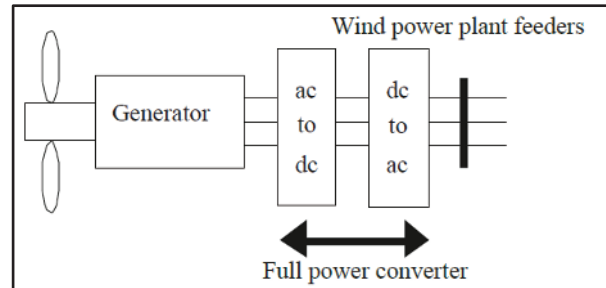 Wind power plant feeders
Generator
ac
to
dc
dc
to
ac
Full power converter